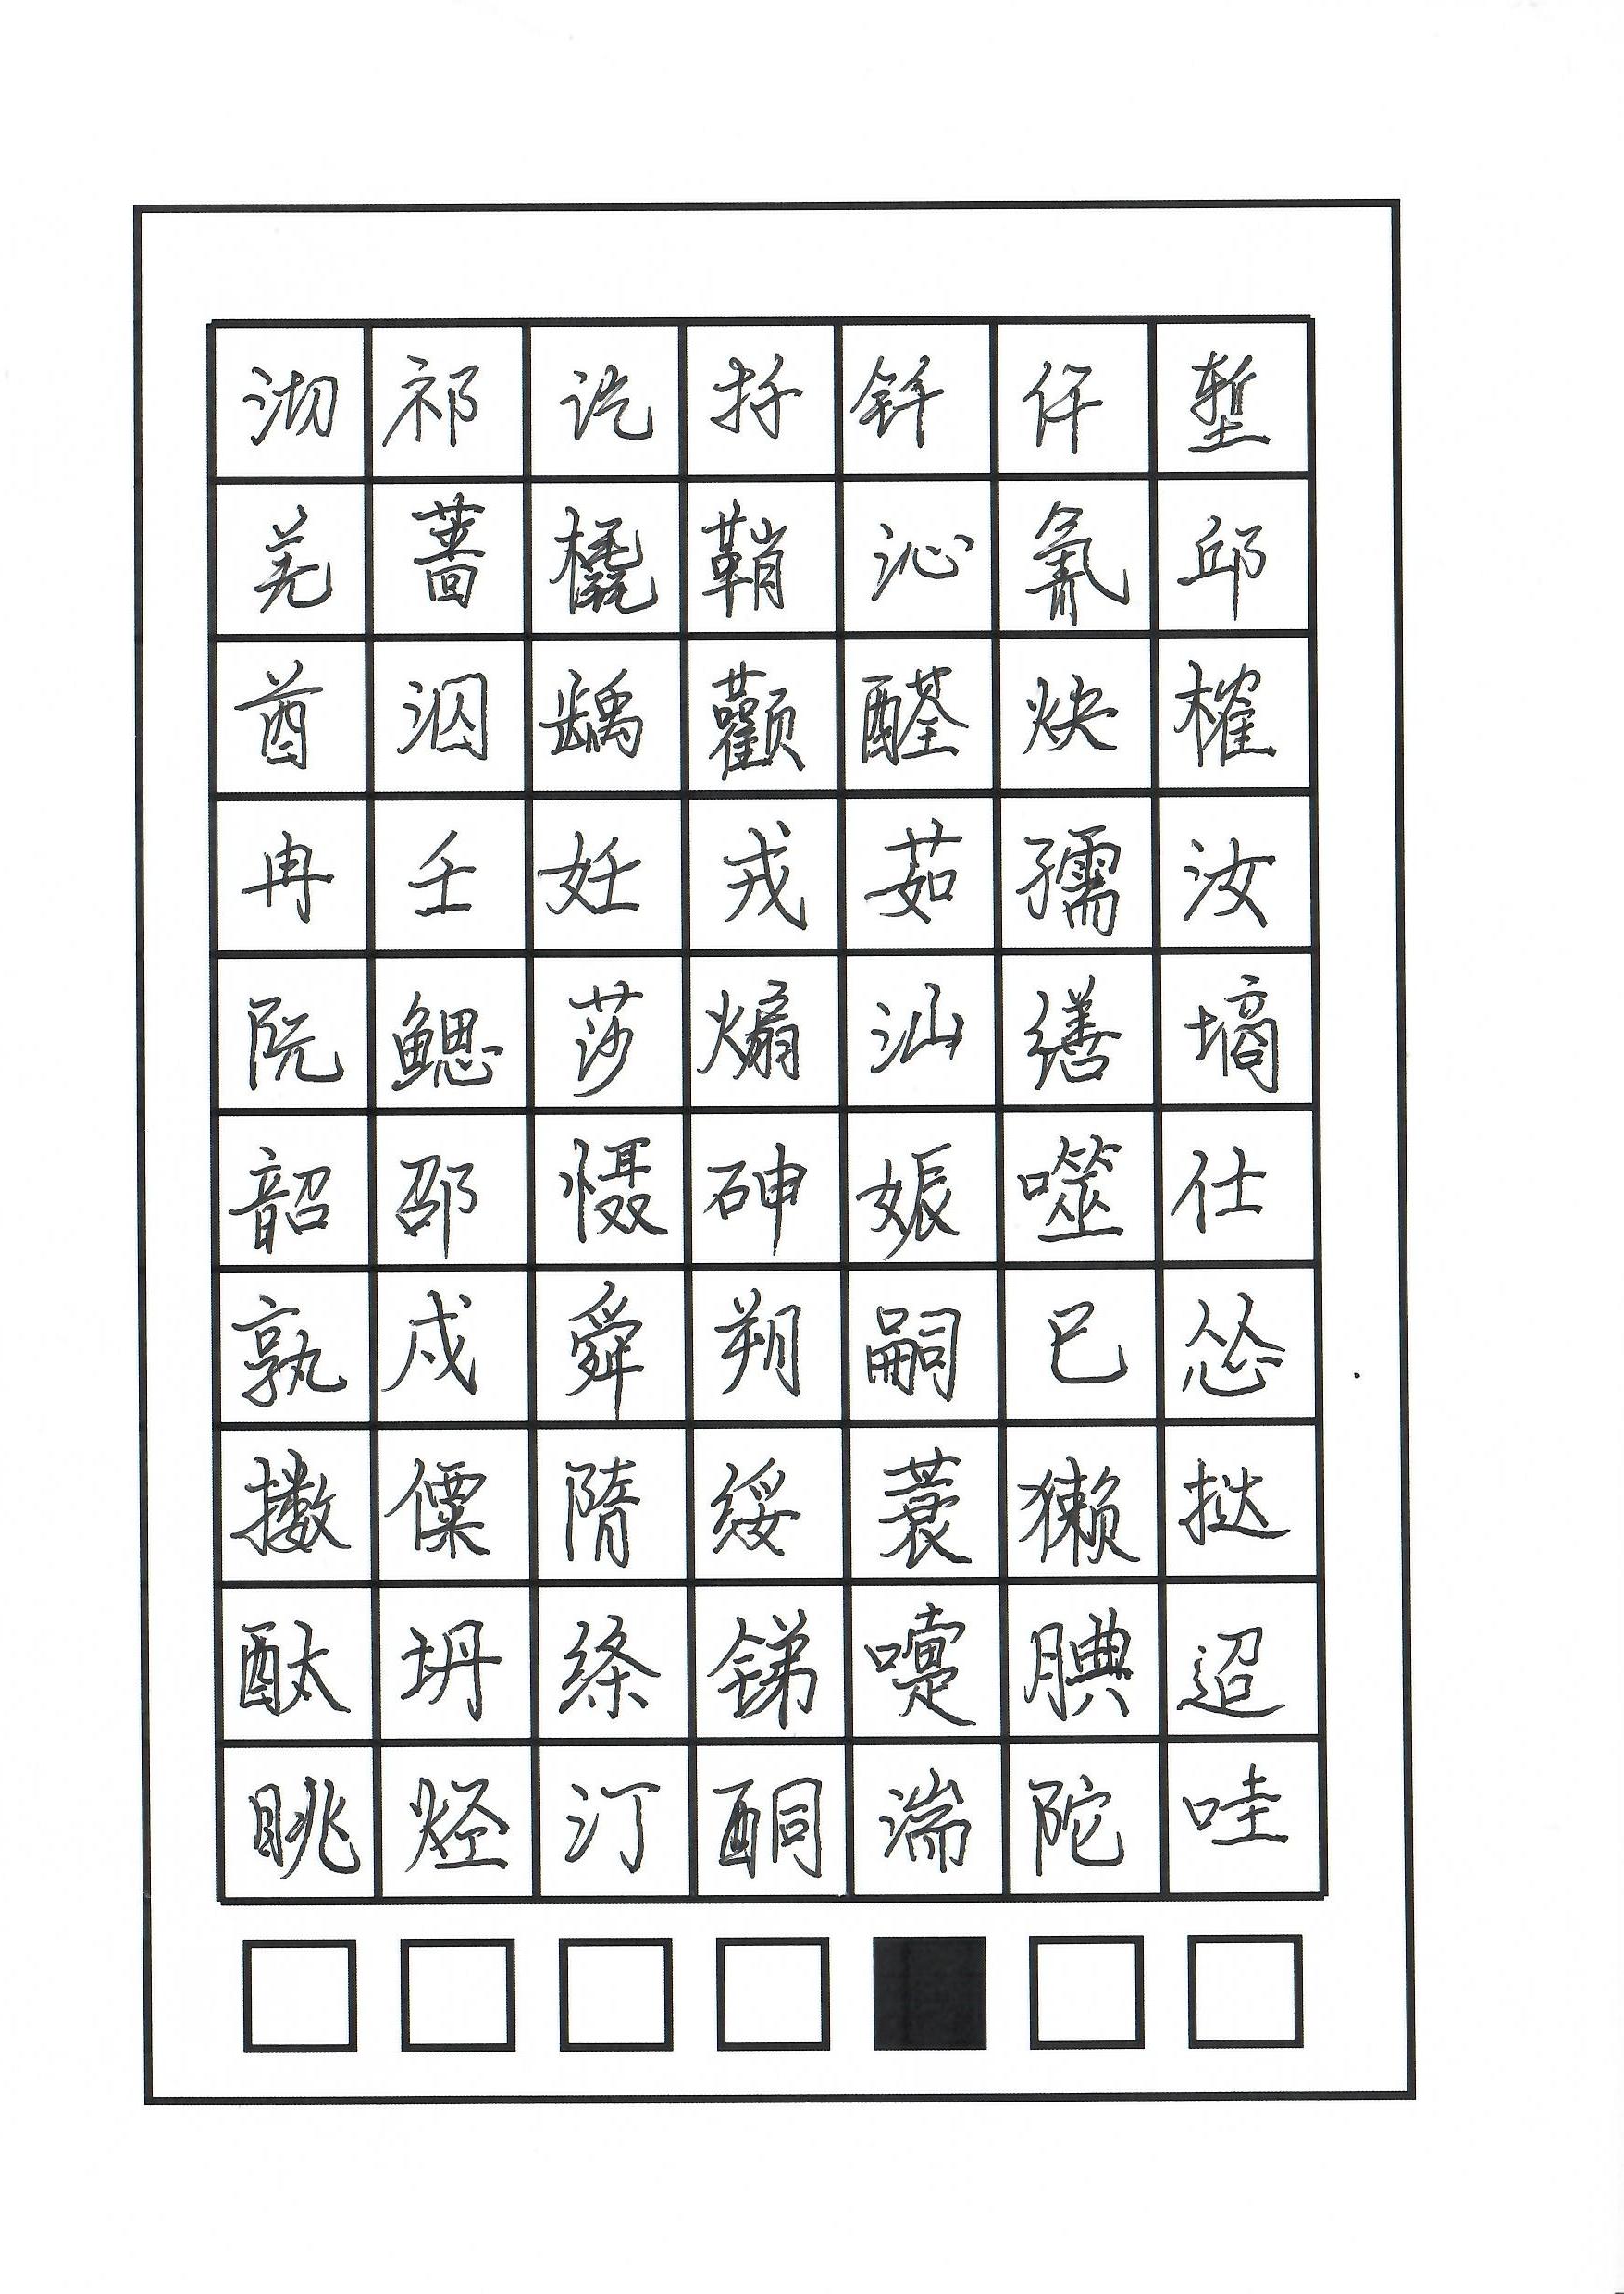 沏祁讫扦钎仟堑
羌蔷橇鞘沁氰邱
酋泅龋颧醛炔榷
冉壬妊戎茹孺汝
阮鳃莎煽汕缮墒
韶邵慑砷娠噬仕
孰戍舜朔嗣巳怂
擞僳隋绥蓑獭挞
酞坍绦锑嚏腆迢
眺烃汀酮湍陀哇